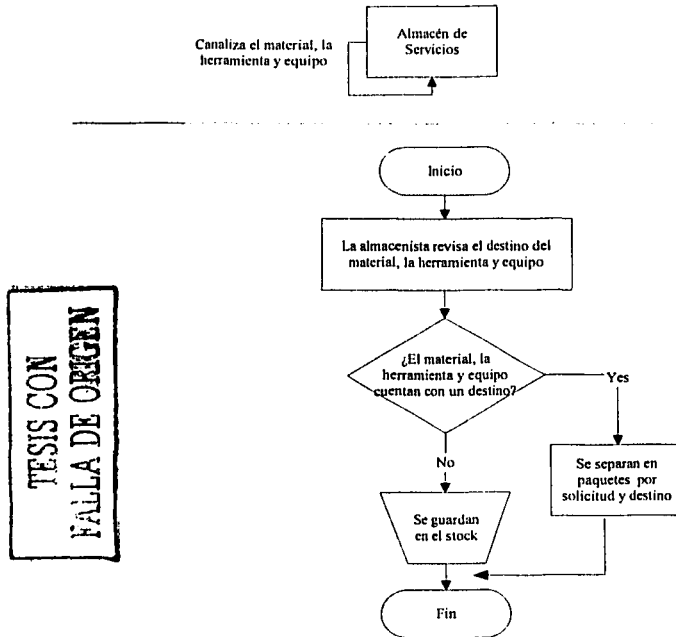 Almacén de
Servicios
Canaliza el material, la
herramienta y equipo
Inicio
La almacenista revisa el destino del
material, la herramienta y equipo
¿El material, la
herramienta y equipo
cuentan con un destino?
Yes
No
Se separan en
paquetes por
solicitud y destino
Se guardan
en el stock
Fin
TESIS CON
FALLA DE ORIGEN